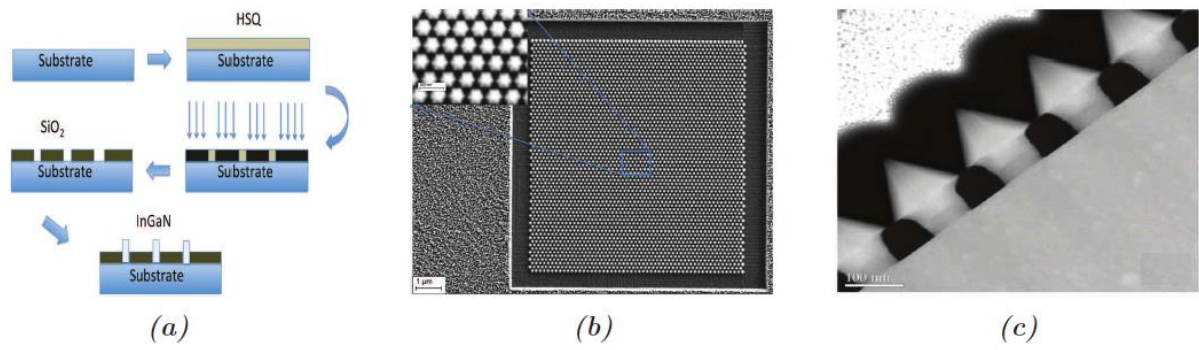 HSQ
Substrate
Substrate
SiO2
Substrate
Substrate
InGaN
Substrate
1 μm
100 nm
(a)
(b)
(c)